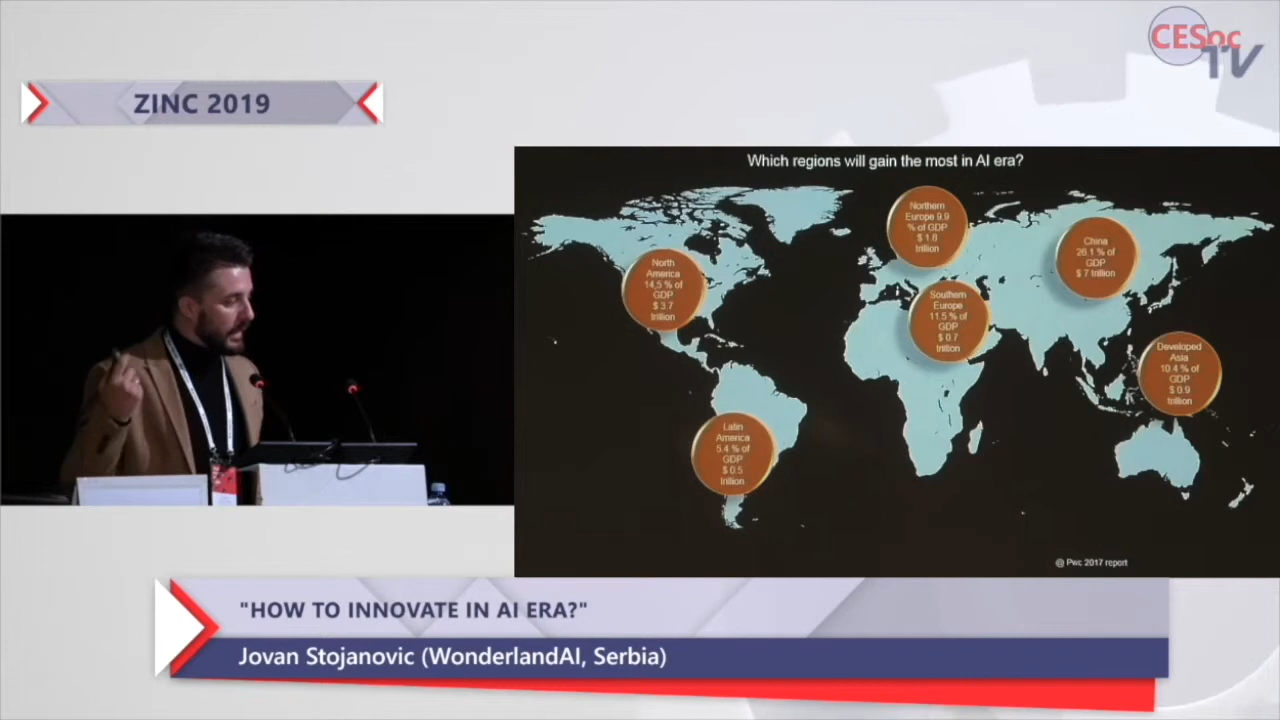 CESoc
TV
ZINC 2019
Which regions will gain the most in AI era?
Northern
Europe 9.9
% of GDP
$ 1.8
trillion
China
26.1 % of
GDP
$ 7 trillion
North
America
14,5 % of
GDP
$ 3.7
trillion
Southern
Europe
11.5 % of
GDP
$ 0.7
trillion
Developed
Asia
10.4 % of
GDP
$ 0.9
trillion
Latin
America
5.4 % of
GDP
$ 0.5
trillion
@ Pwc 2017 report
"HOW TO INNOVATE IN AI ERA?"
Jovan Stojanovic (WonderlandAI, Serbia)